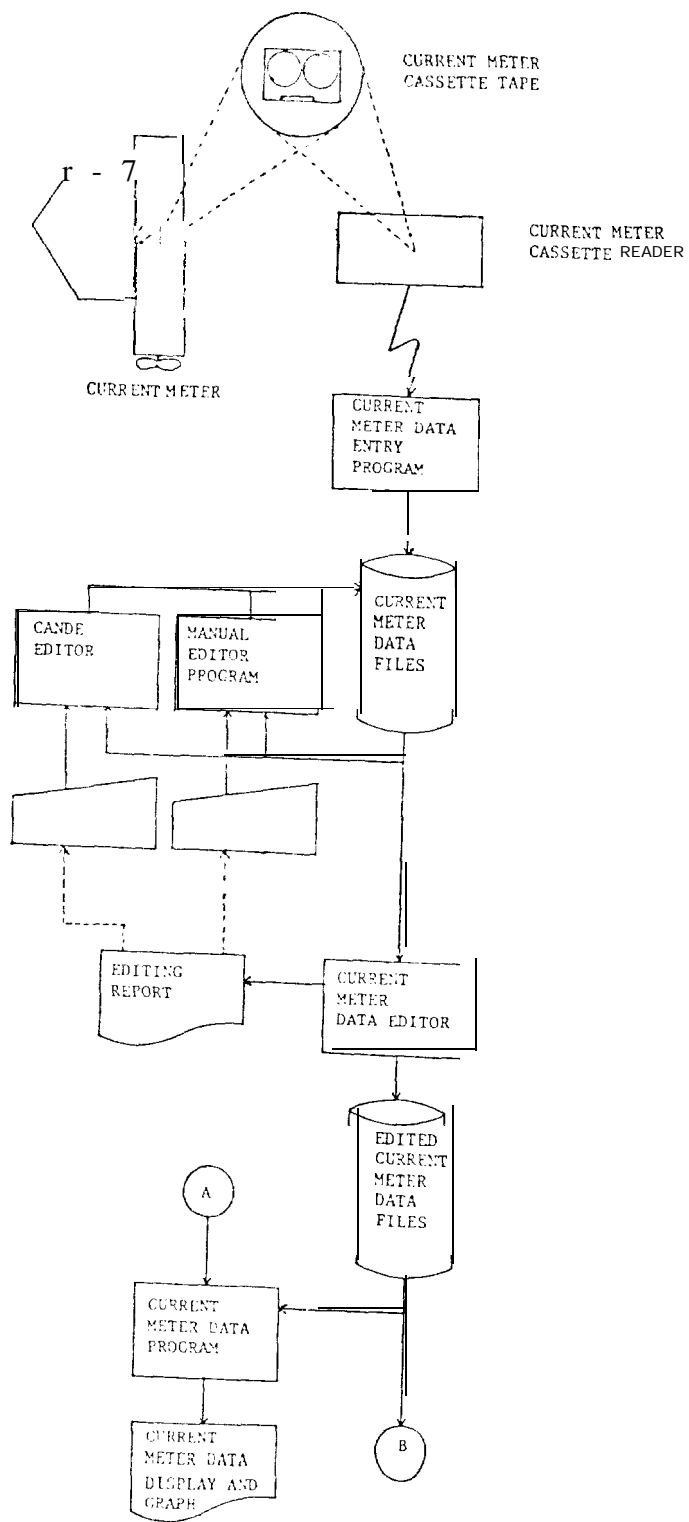 CURRENT METER
CASSETTE TAPE
r - 7
CURRENT METER
CASSETTE READER
CURRENT METER
CURRENT
METER DATA
ENTRY
PROGRAM
CURRENT
METER
DATA
FILES
CANDE
EDITOR
MANUAL
EDITOR
PROGRAM
EDITING
REPORT
CURRENT
METER
DATA EDITOR
EDITED
CURRENT
METER
DATA
FILES
A
CURRENT
METER DATA
PROGRAM
B
CURRENT
METER DATA
DISPLAY AND
GRAPH